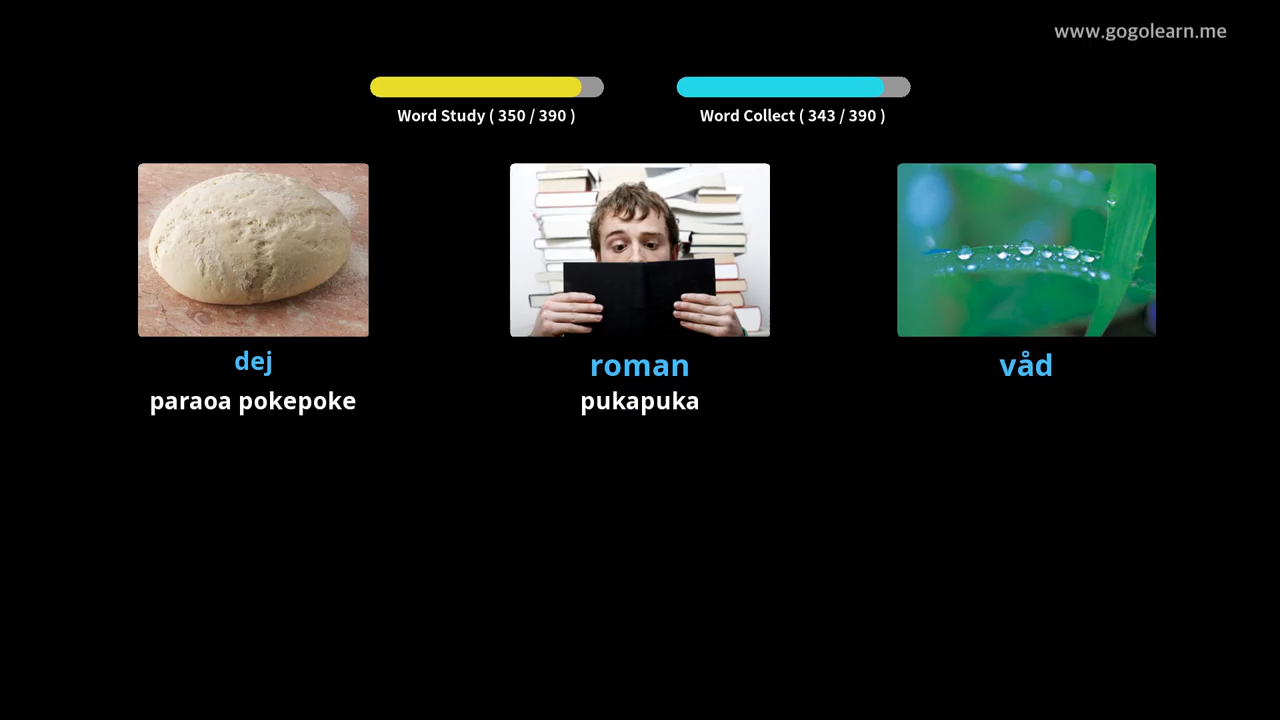 www.gogolearn.me
Word Study ( 350 / 390 )
Word Collect ( 343 / 390 )
dej
roman
våd
paraoa pokepoke
pukapuka